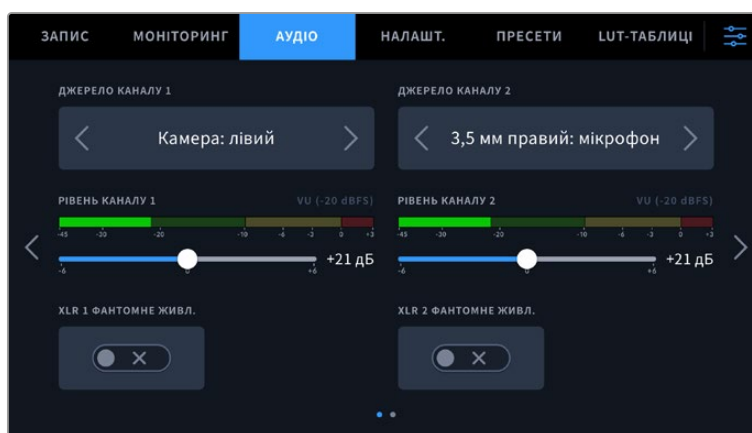 ЗАПИС МОНІТОРИНГ АУДІО НАЛАШТ. ПРЕСЕТИ LUT-ТАБЛИЦІ
ДЖЕРЕЛО КАНАЛУ 1 ДЖЕРЕЛО КАНАЛУ 2
Камера: лівий 3,5 мм правий: мікрофон
РІВЕНЬ КАНАЛУ 1 VU (-20 dBFS) РІВЕНЬ КАНАЛУ 2 VU (-20 dBFS)
-45 -30 -20 -10 -6 -3 0 +3 -45 -30 -20 -10 -6 -3 0 +3
+21 дБ +21 дБ
-6 0 +6 -6 0 +6
XLR 1 ФАНТОМНЕ ЖИВЛ. XLR 2 ФАНТОМНЕ ЖИВЛ.